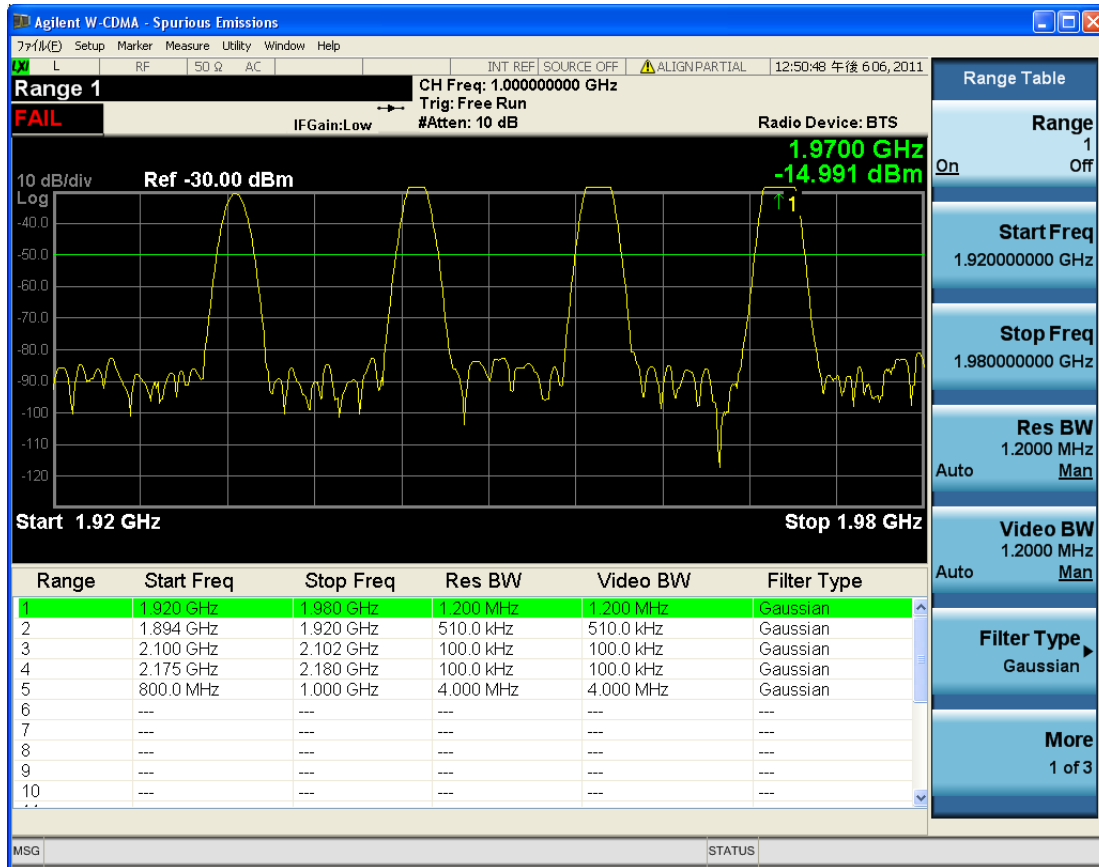 Agilent W-CDMA - Spurious Emissions
ファイル(F) Setup Marker Measure Utility Window Help
LXI L RF 50 Ω AC INT REF SOURCE OFF ALIGN PARTIAL 12:50:48 午後 6 06, 2011
Range 1
CH Freq: 1.000000000 GHz
Trig: Free Run
FAIL
IFGain:Low
#Atten: 10 dB
Radio Device: BTS
1.9700 GHz
-14.991 dBm
10 dB/div Ref -30.00 dBm
Log
1
-40.0
-50.0
-60.0
-70.0
-80.0
-90.0
-100
-110
-120
Start 1.92 GHz Stop 1.98 GHz
Range Start Freq Stop Freq Res BW Video BW Filter Type
1 1.920 GHz 1.980 GHz 1.200 MHz 1.200 MHz Gaussian
2 1.894 GHz 1.920 GHz 510.0 kHz 510.0 kHz Gaussian
3 2.100 GHz 2.102 GHz 100.0 kHz 100.0 kHz Gaussian
4 2.175 GHz 2.180 GHz 100.0 kHz 100.0 kHz Gaussian
5 800.0 MHz 1.000 GHz 4.000 MHz 4.000 MHz Gaussian
6 --- --- --- --- ---
7 --- --- --- --- ---
8 --- --- --- --- ---
9 --- --- --- --- ---
10 --- --- --- --- ---
MSG STATUS
Range Table
Range
1
On Off
Start Freq
1.920000000 GHz
Stop Freq
1.980000000 GHz
Res BW
1.2000 MHz
Auto Man
Video BW
1.2000 MHz
Auto Man
Filter Type
Gaussian
More
1 of 3